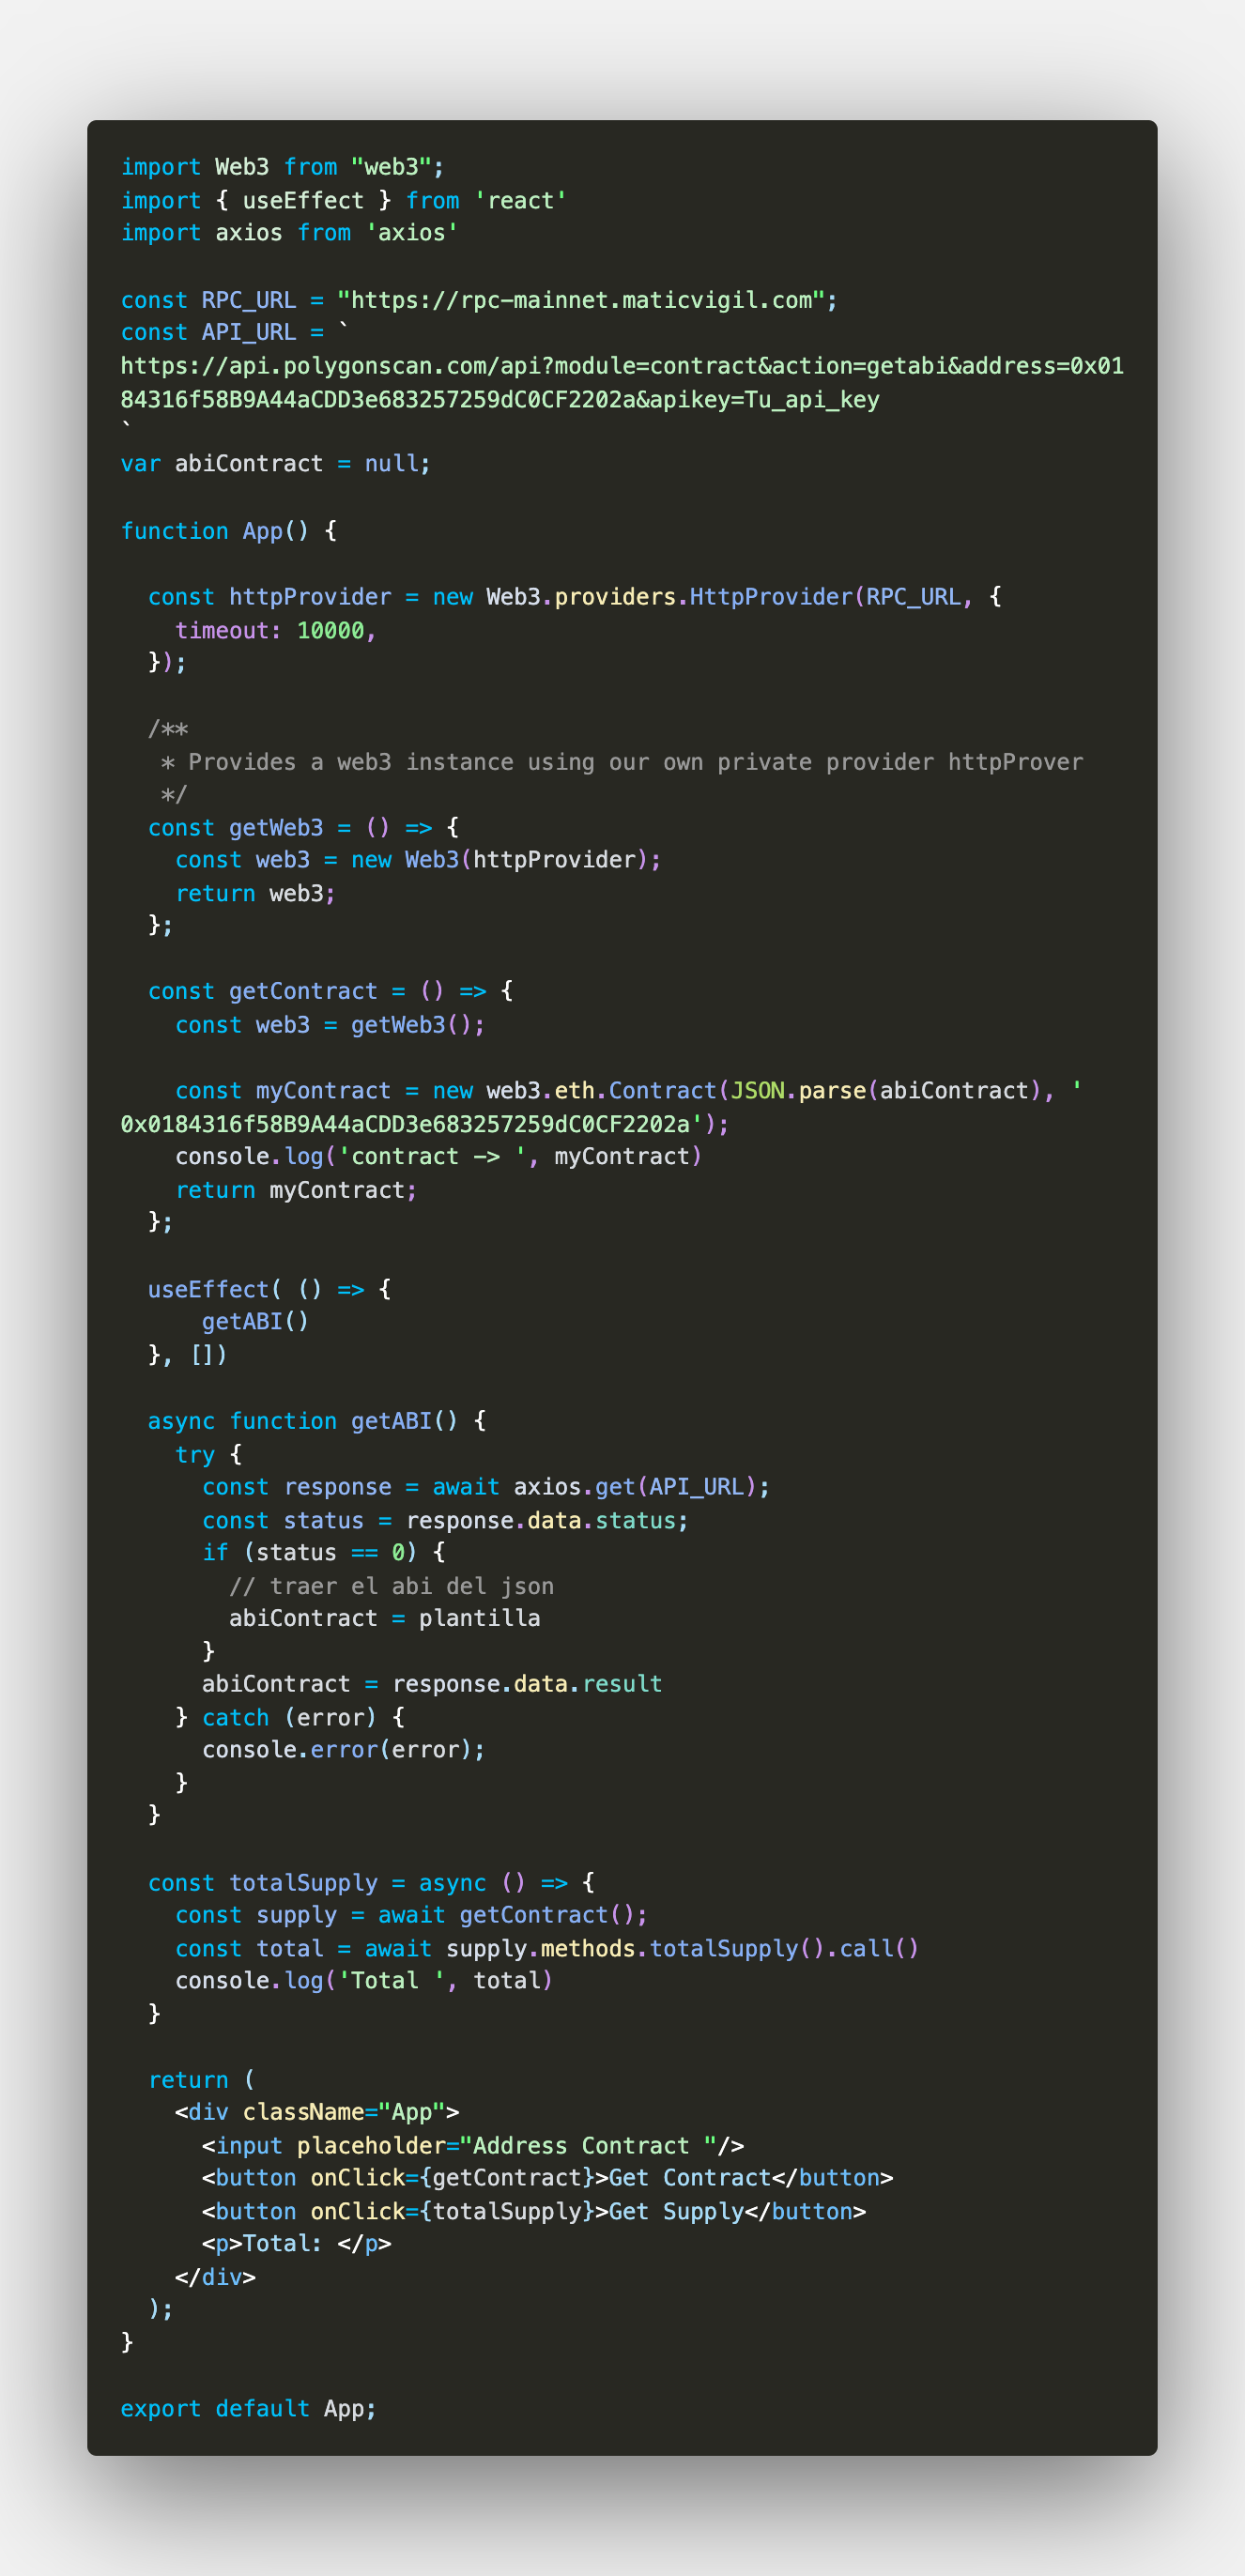 import Web3 from "web3";
import { useEffect } from 'react'
import axios from 'axios'
const RPC_URL = "https://rpc-mainnet.maticvigil.com";
const API_URL = `
https://api.polygonscan.com/api?module=contract&action=getabi&address=0x01
84316f58B9A44aCDD3e683257259dC0CF2202a&apikey=Tu_api_key
`
var abiContract = null;
function App() {
  const httpProvider = new Web3.providers.HttpProvider(RPC_URL, {
    timeout: 10000,
  });
  /**
   * Provides a web3 instance using our own private provider httpProver
   */
  const getWeb3 = () => {
    const web3 = new Web3(httpProvider);
    return web3;
  };
  const getContract = () => {
    const web3 = getWeb3();
    const myContract = new web3.eth.Contract(JSON.parse(abiContract), '
0x0184316f58B9A44aCDD3e683257259dC0CF2202a');
    console.log('contract -> ', myContract)
    return myContract;
  };
  useEffect( () => {
      getABI()
  }, [])
  async function getABI() {
    try {
      const response = await axios.get(API_URL);
      const status = response.data.status;
      if (status == 0) {
        // traer el abi del json
        abiContract = plantilla
      }
      abiContract = response.data.result
    } catch (error) {
      console.error(error);
    }
  }
  const totalSupply = async () => {
    const supply = await getContract();
    const total = await supply.methods.totalSupply().call()
    console.log('Total ', total)
  }
  return (
    <div className="App">
      <input placeholder="Address Contract "/>
      <button onClick={getContract}>Get Contract</button>
      <button onClick={totalSupply}>Get Supply</button>
      <p>Total: </p>
    </div>
  );
}
export default App;